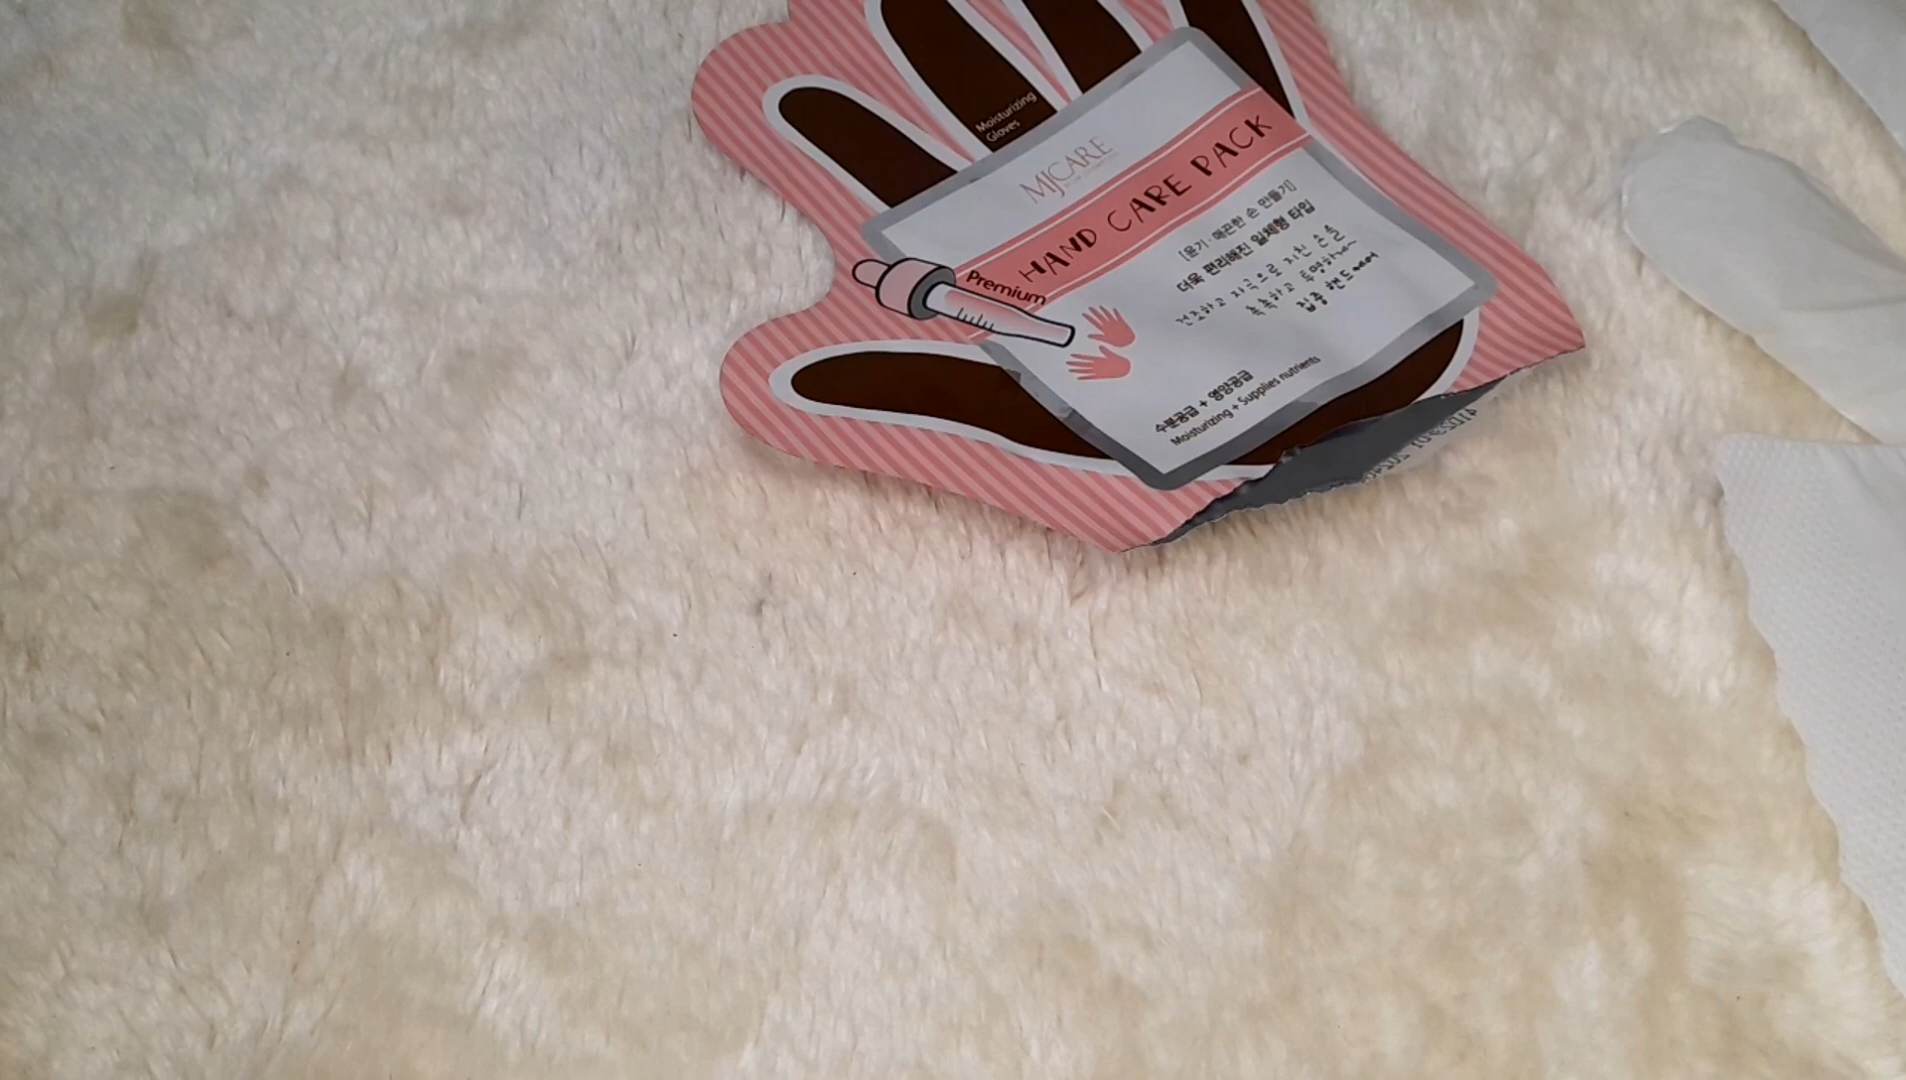 Moisturizing
Gloves
MJCARE
HAND CARE PACK
Premium
[윤기·매끈한 손 만들기]
더욱 편리해진 일체형 타입
건조하고 자극으로 지친 손을
촉촉하고 투명하게~
집중 핸드케어
수분공급 + 영양공급
Moisturizing + Supplies nutrients